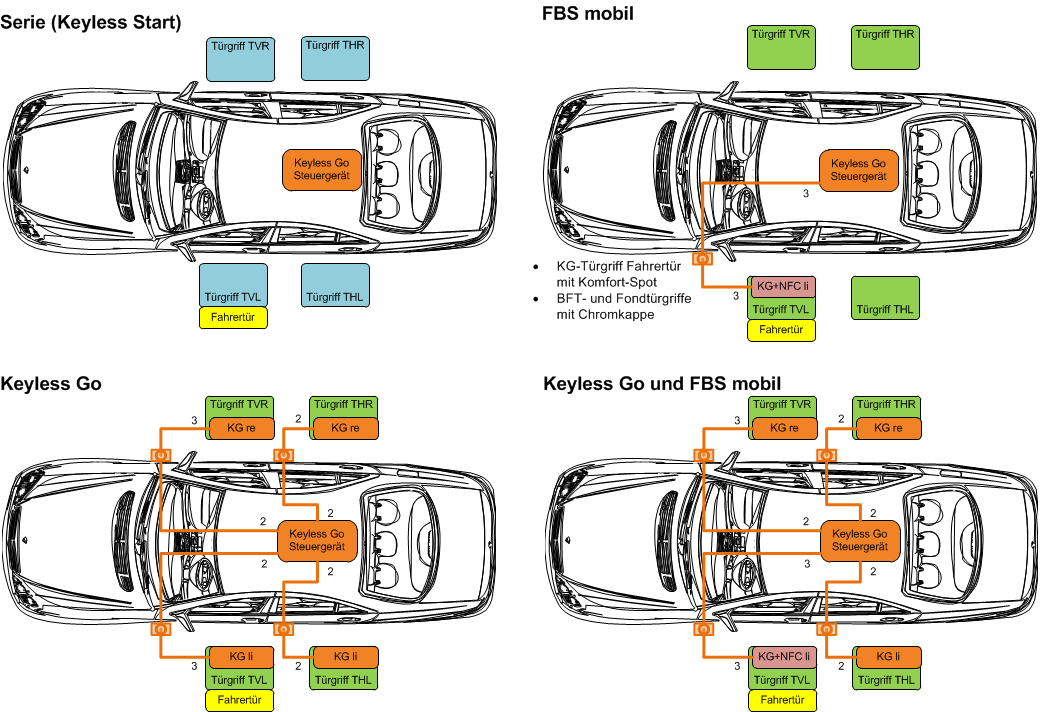 Serie (Keyless Start)
Türgriff TVR
Türgriff THR
Keyless Go
Steuergerät
Türgriff TVL
Türgriff THL
Fahrertür
FBS mobil
Türgriff TVR
Türgriff THR
Keyless Go
Steuergerät
3
• KG-Türgriff Fahrertür
mit Komfort-Spot
• BFT- und Fondtürgriffe
mit Chromkappe
3
KG+NFC li
Türgriff TVL
Türgriff THL
Fahrertür
Keyless Go
Türgriff TVR
Türgriff THR
3
KG re
2
KG re
2
2
Keyless Go
Steuergerät
2
2
3
KG li
2
KG li
Türgriff TVL
Türgriff THL
Fahrertür
Keyless Go und FBS mobil
Türgriff TVR
Türgriff THR
3
KG re
2
KG re
2
2
Keyless Go
Steuergerät
3
2
3
KG+NFC li
2
KG li
Türgriff TVL
Türgriff THL
Fahrertür